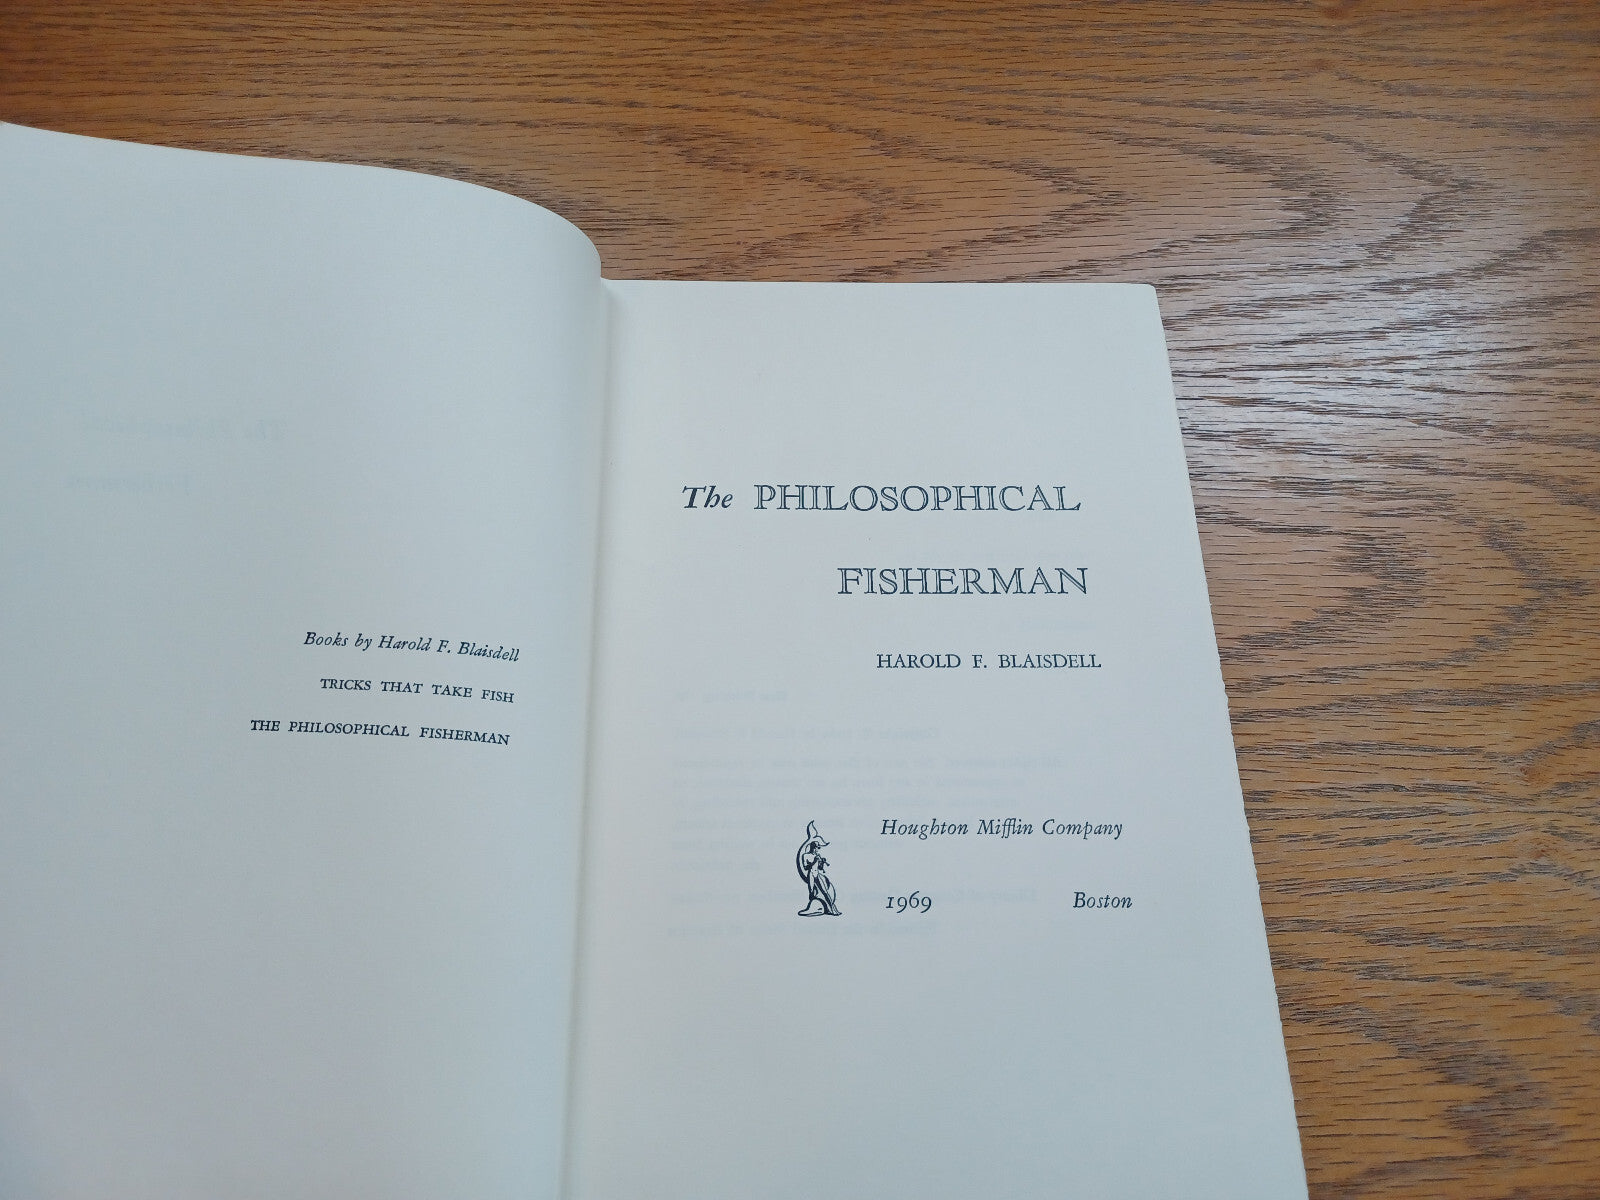 Books by Harold F. Blaisdell
TRICKS THAT TAKE FISH
THE PHILOSOPHICAL FISHERMAN
The PHILOSOPHICAL
FISHERMAN
HAROLD F. BLAISDELL
Houghton Mifflin Company
1969 Boston